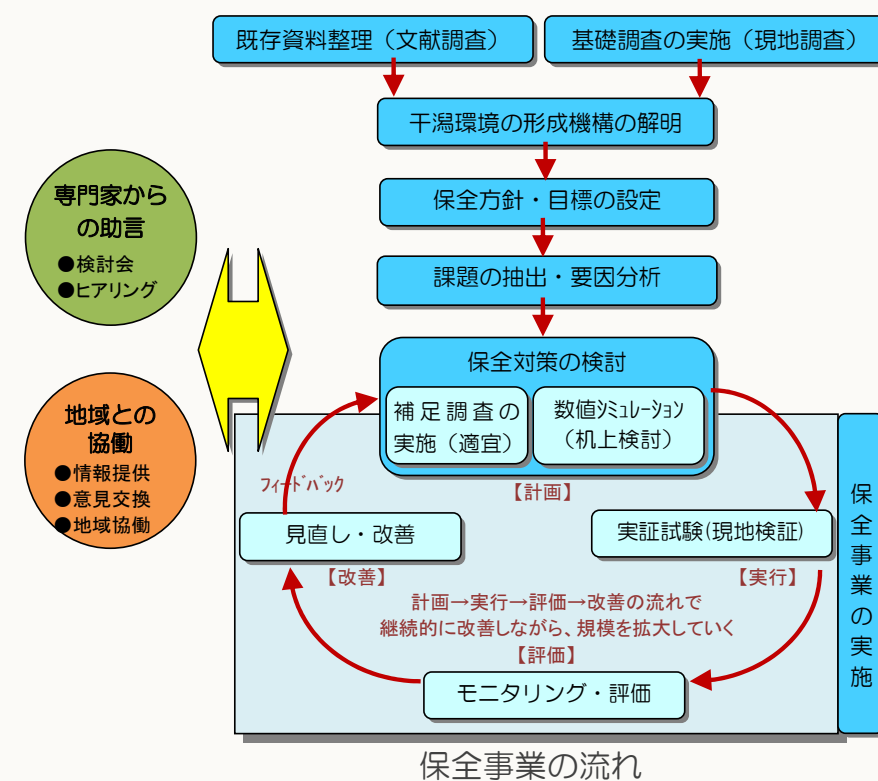 既存資料整理（文献調査）
基礎調査の実施（現地調査）
干潟環境の形成機構の解明
保全方針・目標の設定
課題の抽出・要因分析
保全対策の検討
補足調査の
実施（適宜）
数値ｼﾐｭﾚｰｼｮﾝ
（机上検討）
【計画】
専門家から
の助言
●検討会
●ヒアリング
地域との
協働
●情報提供
●意見交換
●地域協働
ﾌｨｰﾄﾞﾊﾞｯｸ
見直し・改善
【改善】
実証試験(現地検証)
【実行】
計画→実行→評価→改善の流れで
継続的に改善しながら、規模を拡大していく
【評価】
モニタリング・評価
保全事業の実施
保全事業の流れ